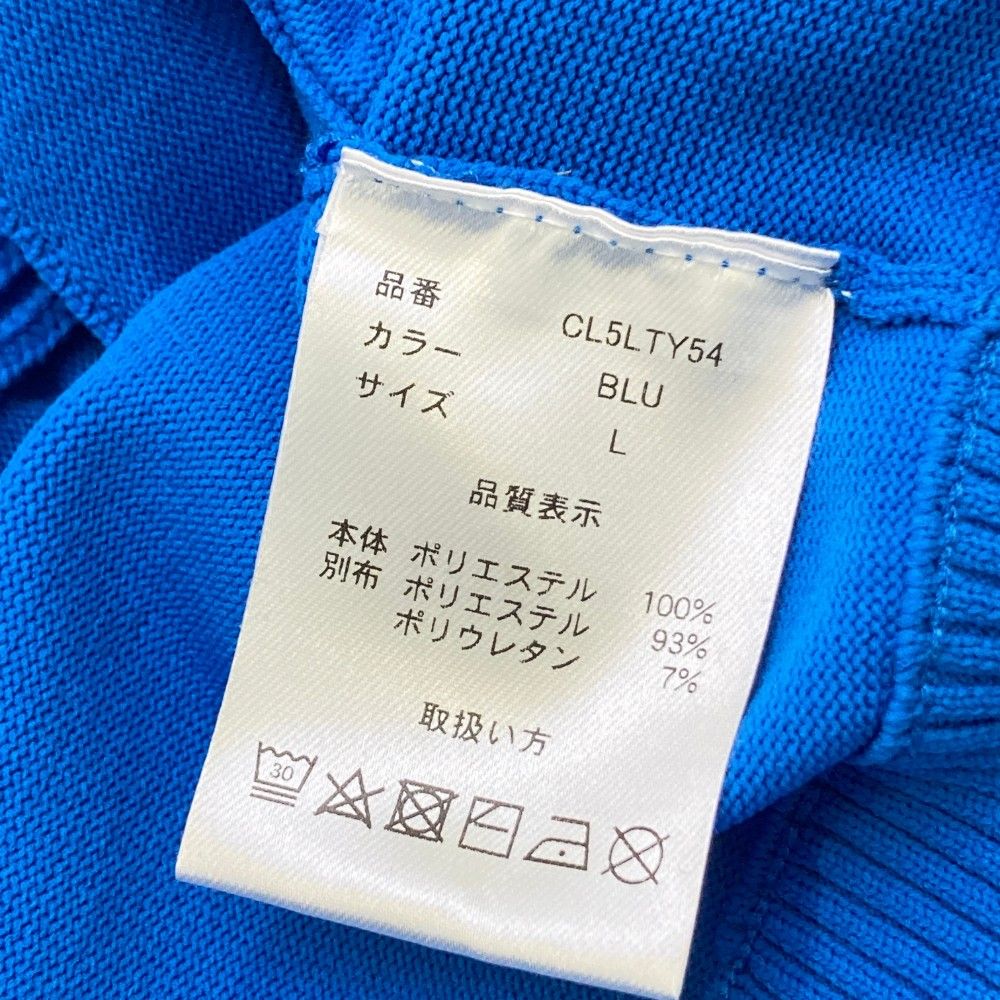 品番 CL5LTY54
カラー BLU
サイズ L
品質表示
本体 ポリエステル 100%
別布 ポリエステル 93%
ポリウレタン 7%
取扱い方
30